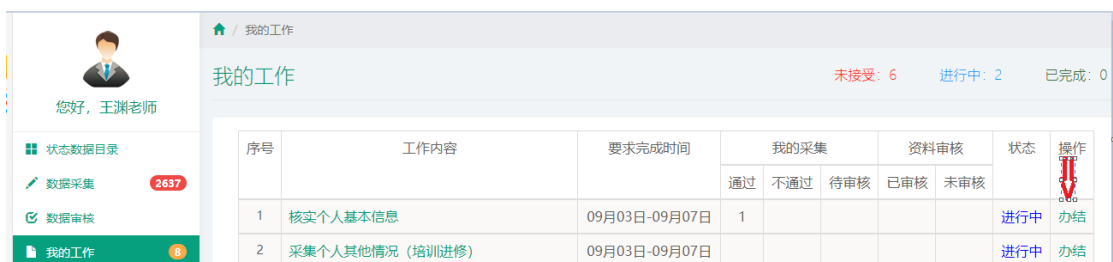 我的工作
我的工作
未接受：6 进行中：2 已完成：0
您好，王渊老师
状态数据目录
数据采集 2637
数据审核
我的工作 8
序号 工作内容 要求完成时间 我的采集 资料审核 状态 操作
通过 不通过 待审核 已审核 未审核
1 核实个人基本信息 09月03日-09月07日 1 进行中 办结
2 采集个人其他情况（培训进修） 09月03日-09月07日 进行中 办结